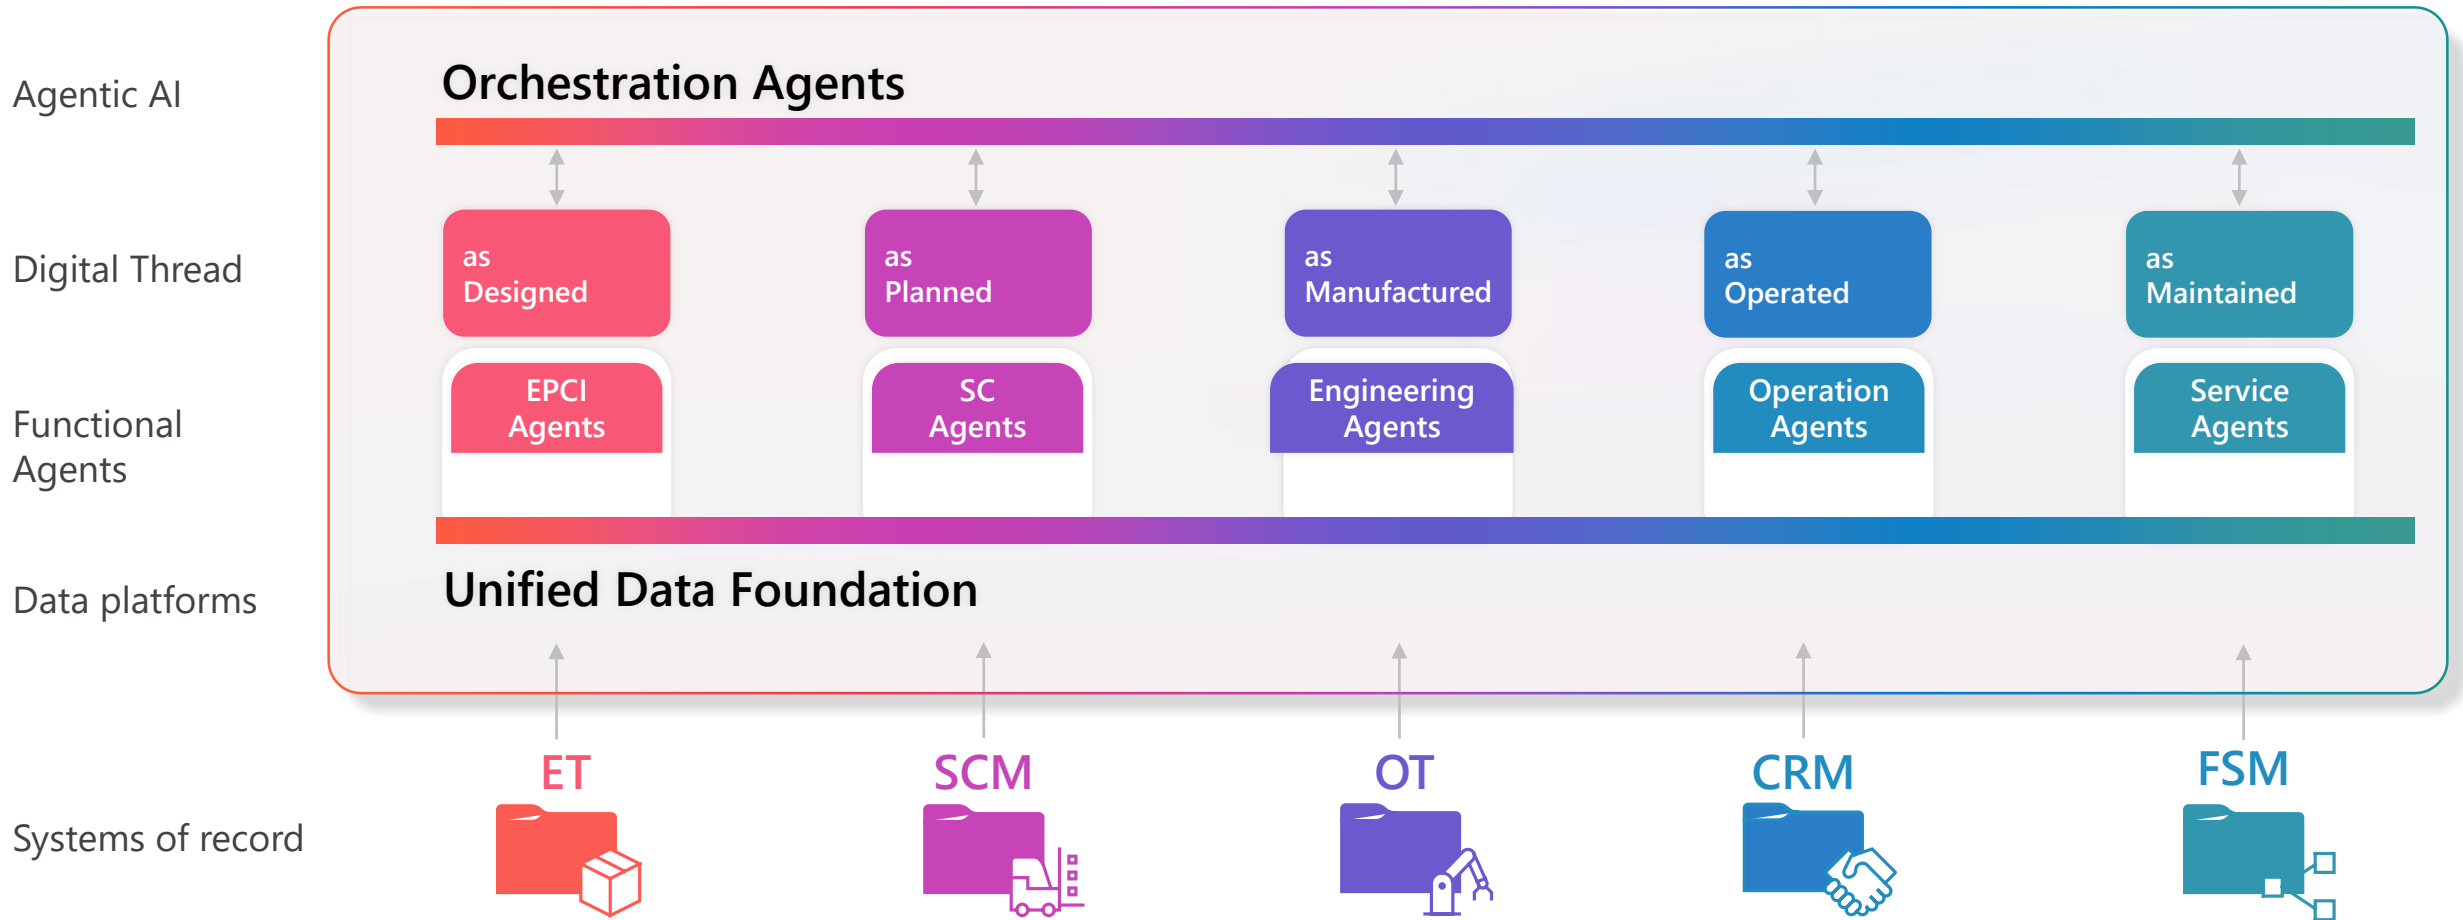 Agentic AI
Orchestration Agents
Digital Thread
as
Designed
as
Planned
as
Manufactured
as
Operated
as
Maintained
Functional
Agents
EPCI
Agents
SC
Agents
Engineering
Agents
Operation
Agents
Service
Agents
Data platforms
Unified Data Foundation
Systems of record
ET
SCM
OT
CRM
FSM